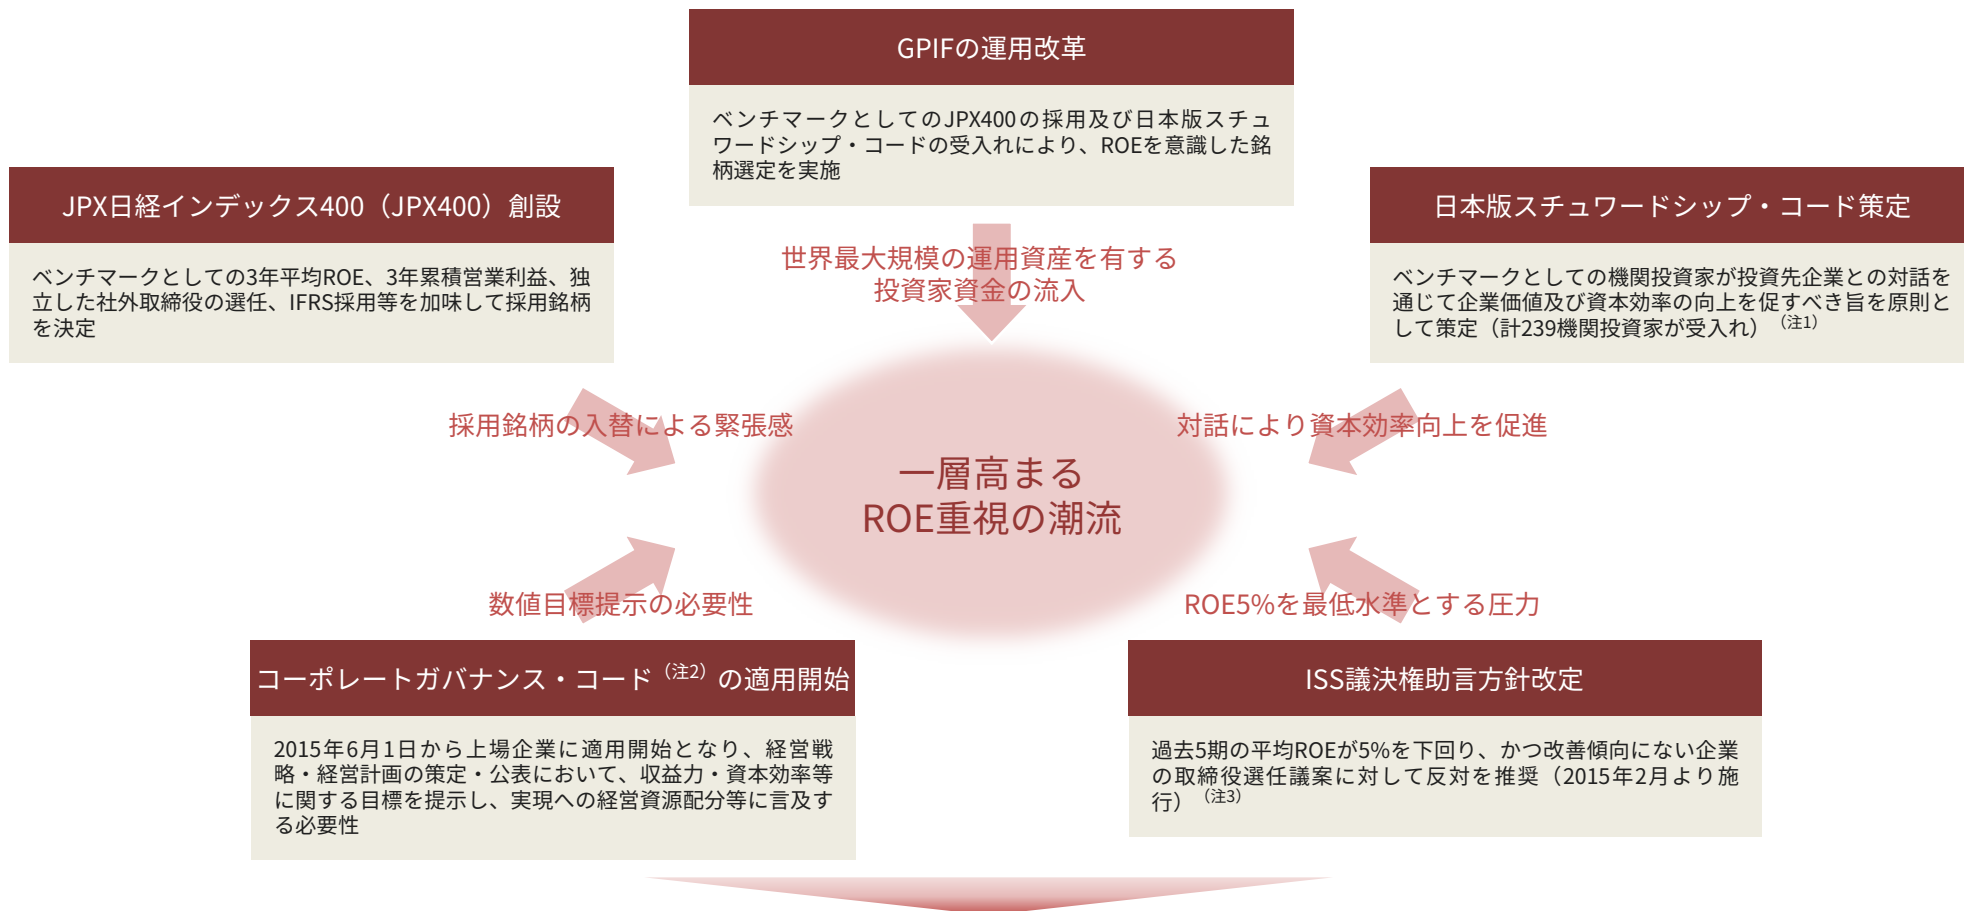 GPIFの運用改革
ベンチマークとしてのJPX400の採用及び日本版スチュ
ワードシップ・コードの受入れにより、ROEを意識した銘
柄選定を実施
JPX日経インデックス400（JPX400）創設
ベンチマークとしての3年平均ROE、3年累積営業利益、独
立した社外取締役の選任、IFRS採用等を加味して採用銘柄
を決定
日本版スチュワードシップ・コード策定
ベンチマークとしての機関投資家が投資先企業との対話を
通じて企業価値及び資本効率の向上を促すべき旨を原則と
して策定（計239機関投資家が受入れ）（注1）
世界最大規模の運用資産を有する
投資家資金の流入
採用銘柄の入替による緊張感
対話により資本効率向上を促進
一層高まる
ROE重視の潮流
数値目標提示の必要性
ROE5%を最低水準とする圧力
コーポレートガバナンス・コード（注2）の適用開始
2015年6月1日から上場企業に適用開始となり、経営戦
略・経営計画の策定・公表において、収益力・資本効率等
に関する目標を提示し、実現への経営資源配分等に言及す
る必要性
ISS議決権助言方針改定
過去5期の平均ROEが5%を下回り、かつ改善傾向にない企業
の取締役選任議案に対して反対を推奨（2015年2月より施
行）（注3）